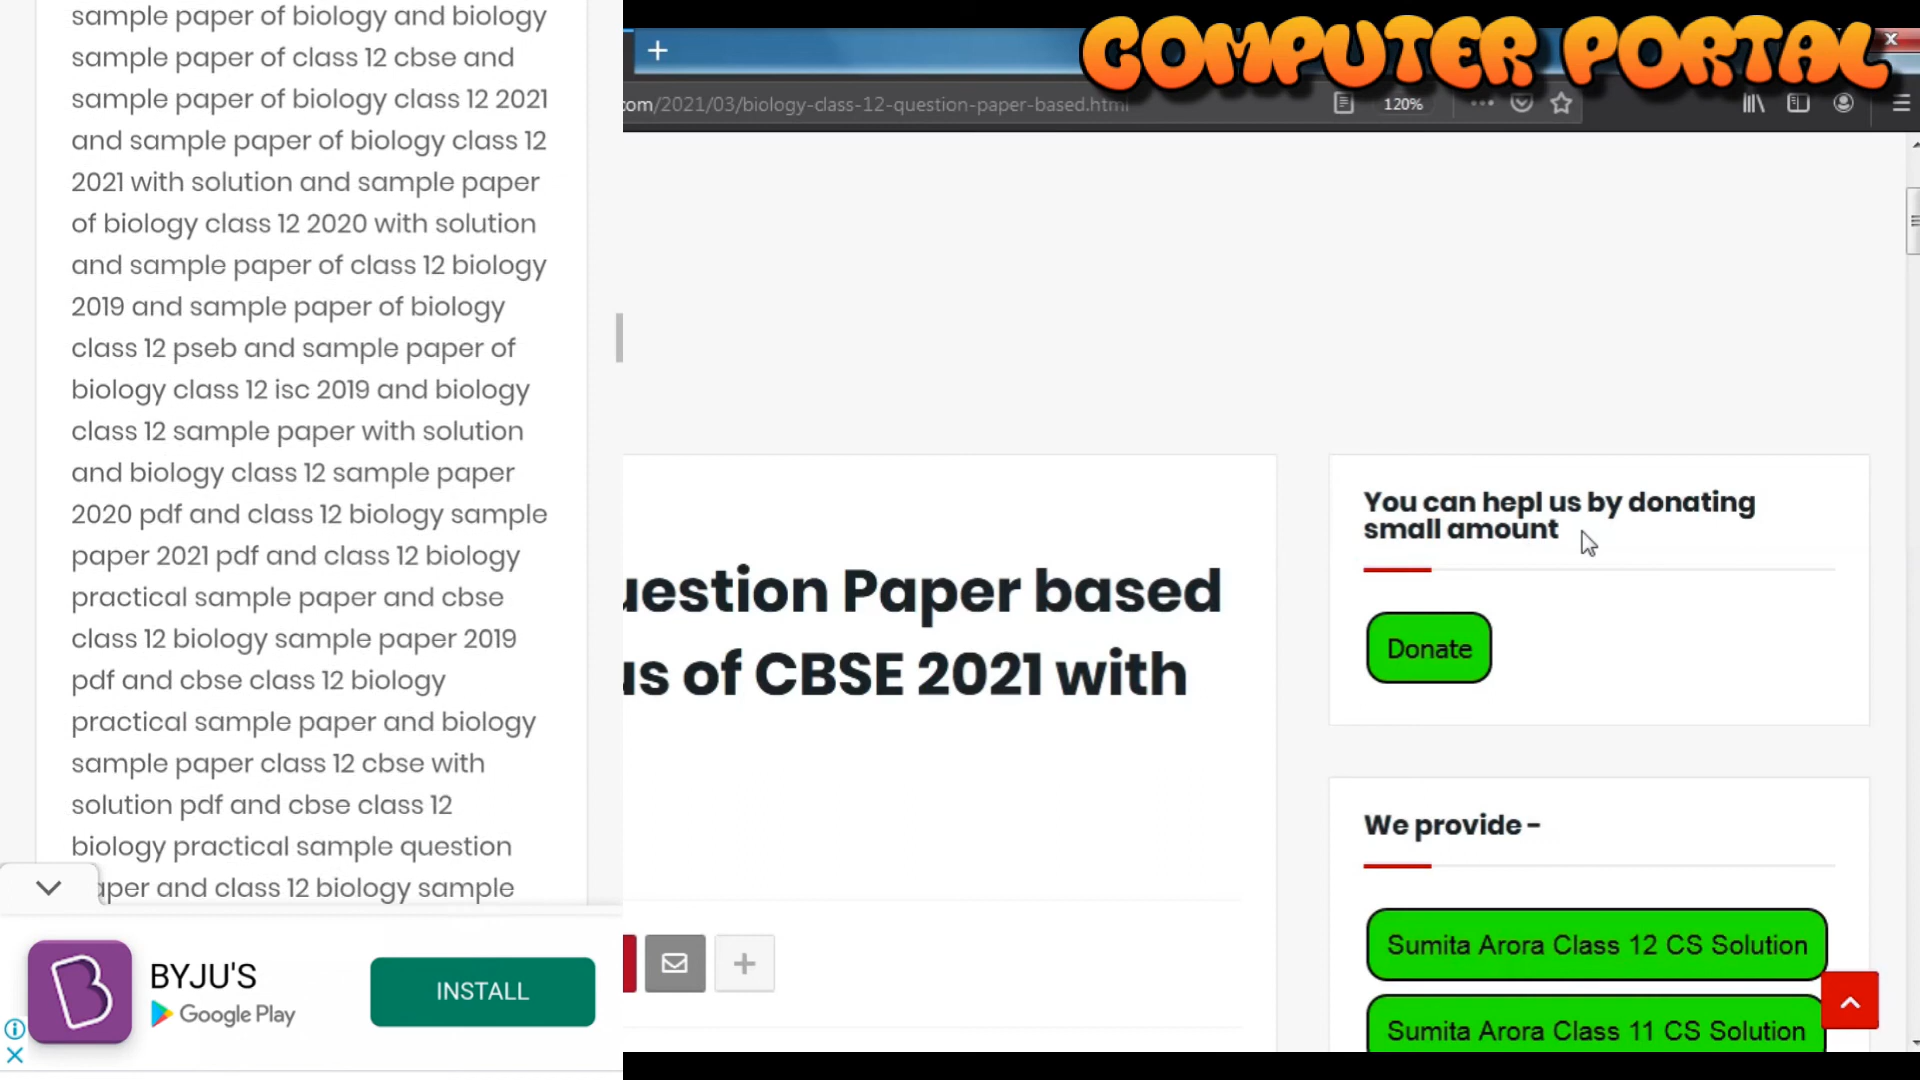 sample paper of biology and biology
sample paper of class 12 cbse and
sample paper of biology class 12 2021
and sample paper of biology class 12
2021 with solution and sample paper
of biology class 12 2020 with solution
and sample paper of class 12 biology
2019 and sample paper of biology
class 12 pseb and sample paper of
biology class 12 isc 2019 and biology
class 12 sample paper with solution
and biology class 12 sample paper
2020 pdf and class 12 biology sample
paper 2021 pdf and class 12 biology
practical sample paper and cbse
class 12 biology sample paper 2019
pdf and cbse class 12 biology
practical sample paper and biology
sample paper class 12 cbse with
solution pdf and cbse class 12
biology practical sample question
aper and class 12 biology sample
BYJU'S
Google Play
INSTALL
COMPUTER PORTAL
com/2021/03/biology-class-12-question-paper-based.html
120%
uestion Paper based
us of CBSE 2021 with
You can hepl us by donating
small amount
Donate
We provide -
Sumita Arora Class 12 CS Solution
Sumita Arora Class 11 CS Solution